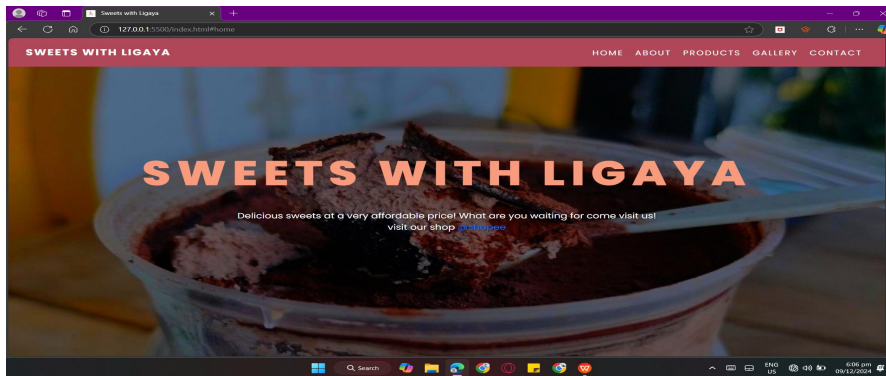 Sweets with Ligaya
127.0.0.1:5500/index.html#home
SWEETS WITH LIGAYA
HOME ABOUT PRODUCTS GALLERY CONTACT
SWEETS WITH LIGAYA
Delicious sweets at a very affordable price! What are you waiting for come visit us!
visit our shop @shopee
Search
ENG
US
6:06 pm
09/12/2024